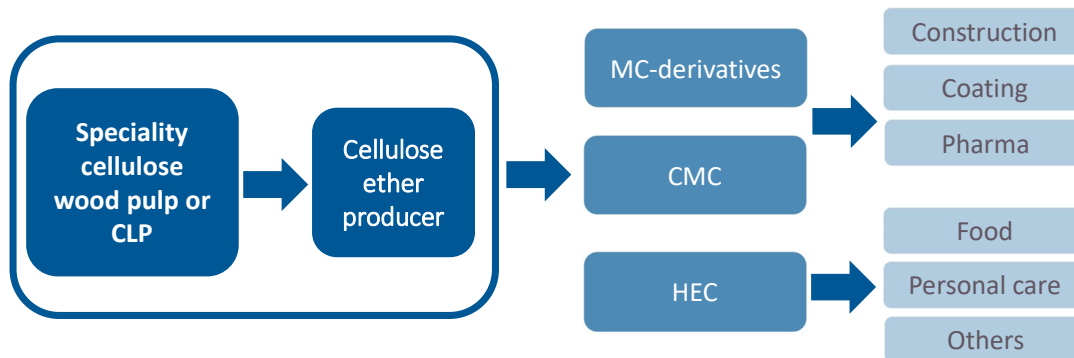 Speciality
cellulose
wood pulp or
CLP
Cellulose
ether
producer
MC-derivatives
CMC
HEC
Construction
Coating
Pharma
Food
Personal care
Others